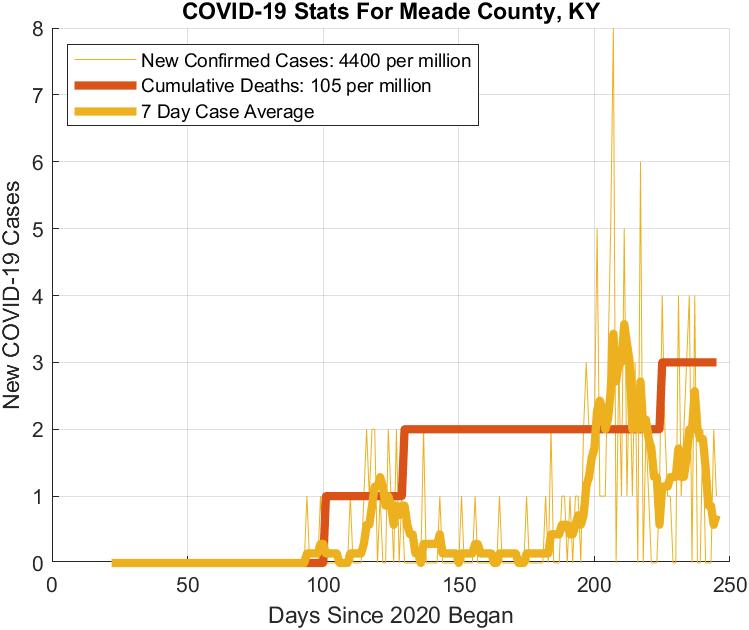 COVID-19 Stats For Meade County, KY
New Confirmed Cases: 4400 per million
Cumulative Deaths: 105 per million
7 Day Case Average
New COVID-19 Cases
8
7
6
5
4
3
2
1
0
0 50 100 150 200 250
Days Since 2020 Began